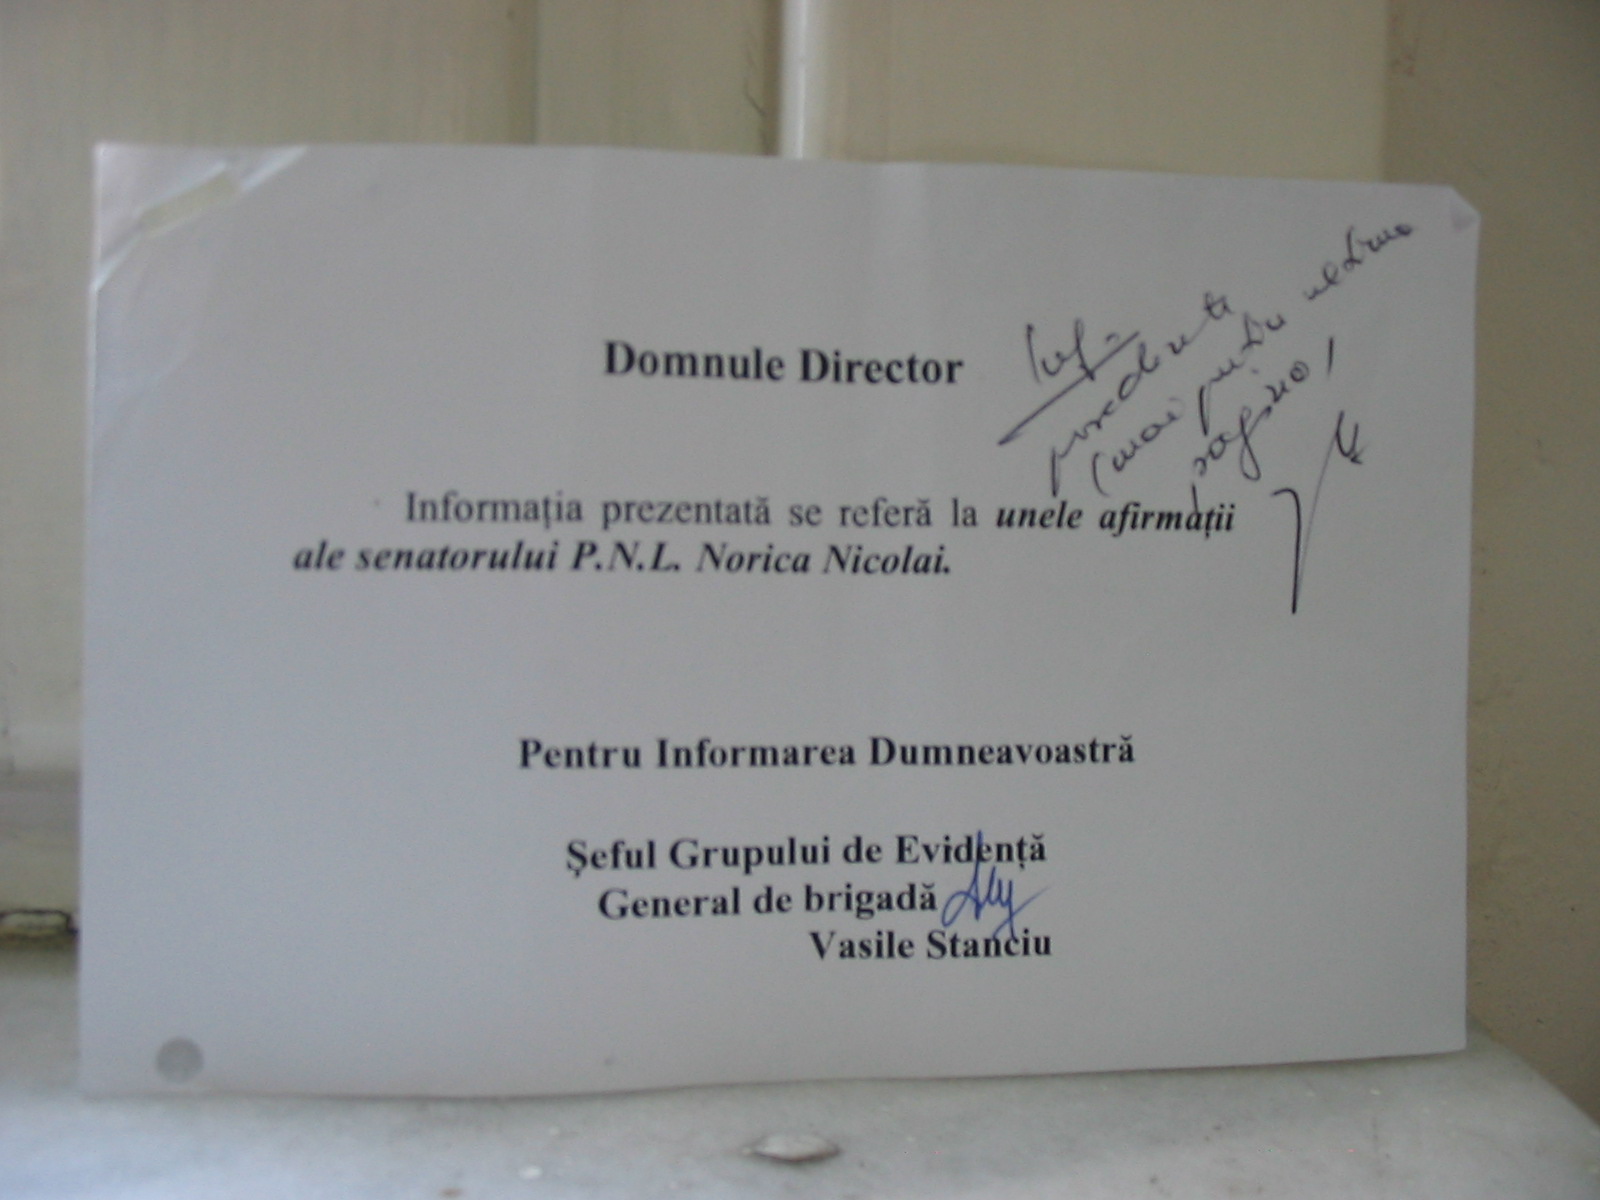 Domnule Director
Informația prezentată se referă la unele afirmații
ale senatorului P.N.L. Norica Nicolai.
Pentru Informarea Dumneavoastră
Șeful Grupului de Evidență
General de brigadă
Vasile Stanciu